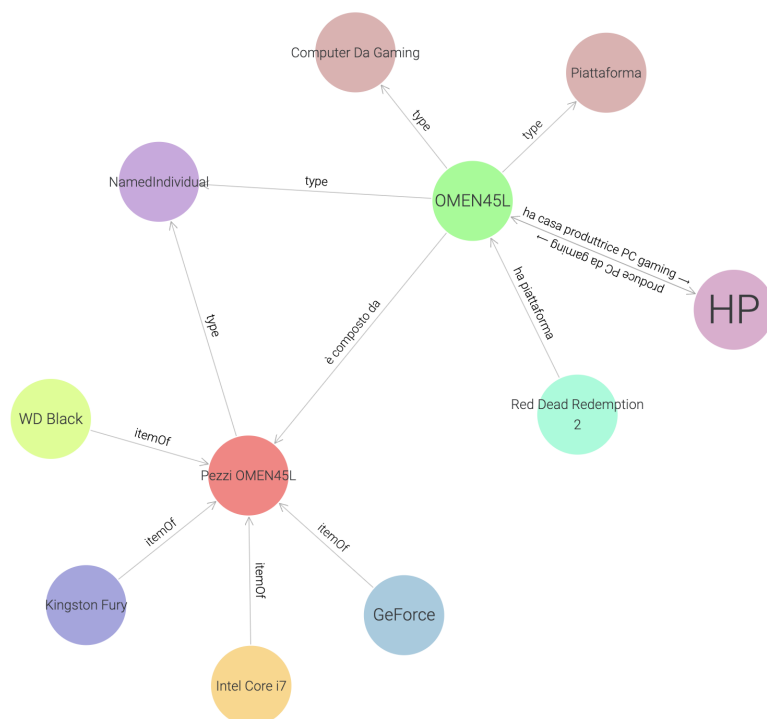 Computer Da Gaming
Piattaforma
type
type
NamedIndividual
type
OMEN45L
ha casa produttrice PC gaming →
produce PC da gaming →
HP
ha piattaforma
type
è composto da
Red Dead Redemption
2
WD Black
itemOf
Pezzi OMEN45L
itemOf
itemOf
itemOf
Kingston Fury
GeForce
Intel Core i7